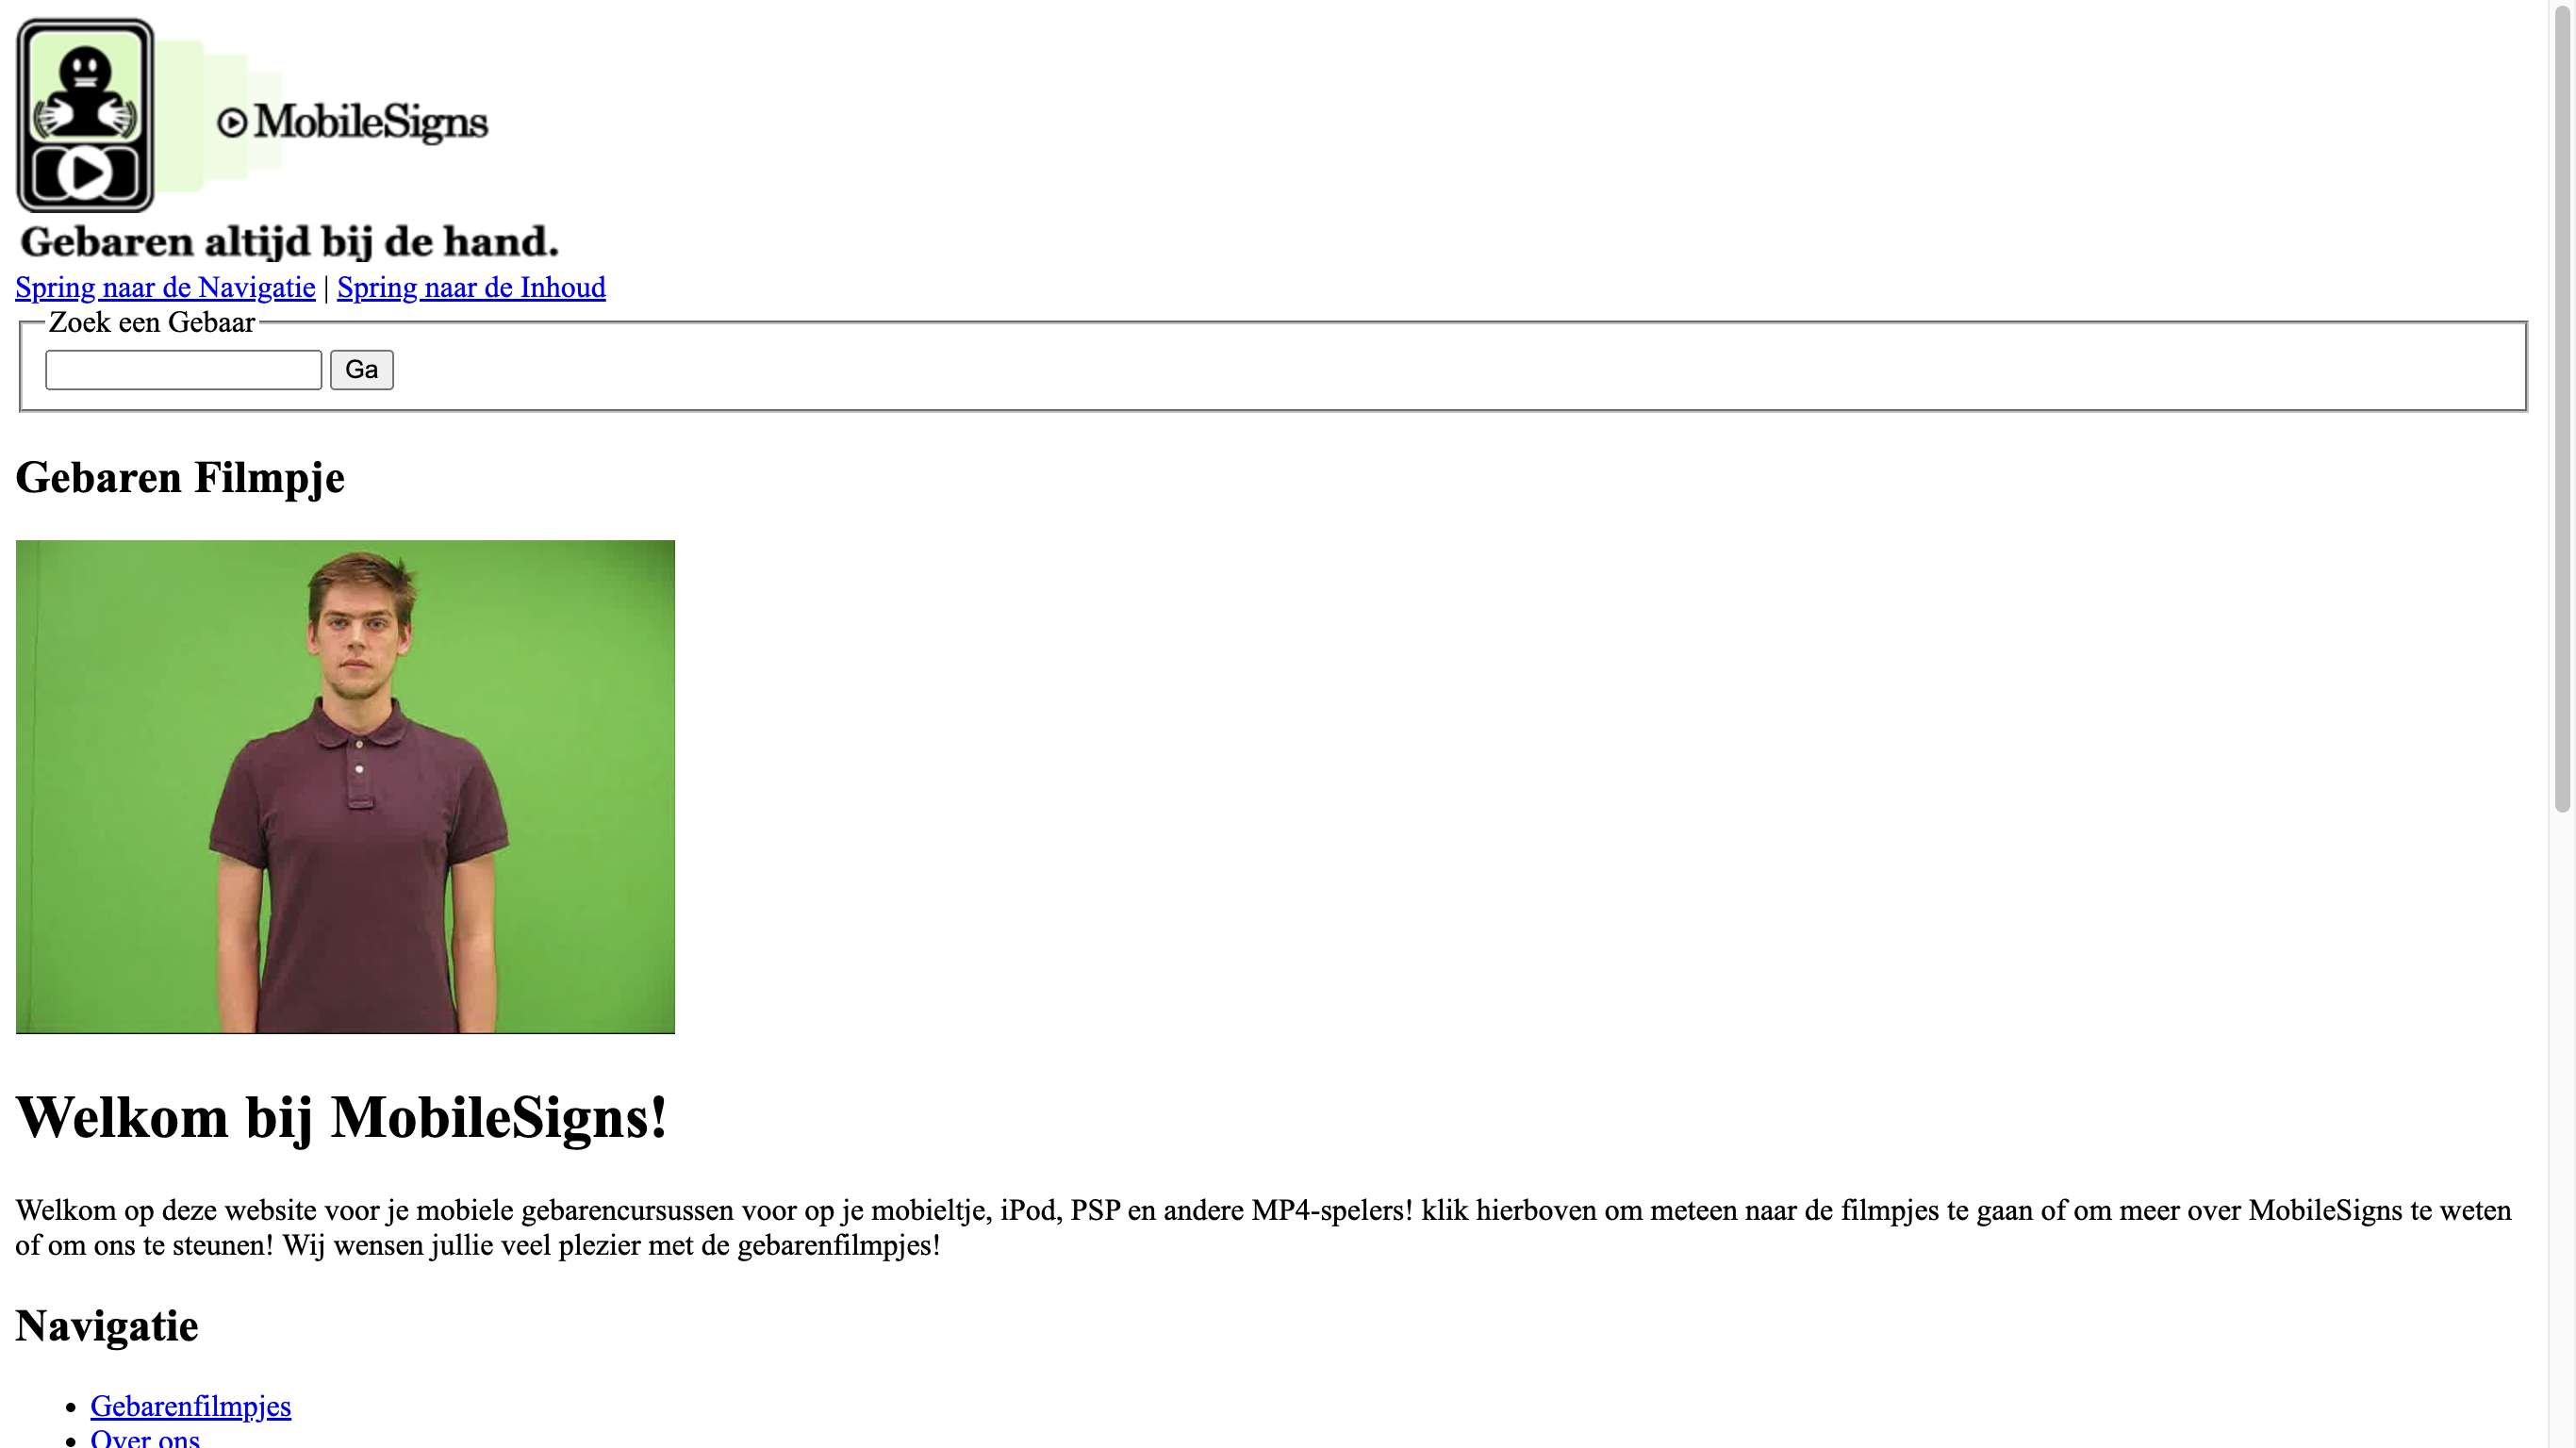 MobileSigns
Gebaren altijd bij de hand.
Spring naar de Navigatie | Spring naar de Inhoud
Zoek een Gebaar
Ga
Gebaren Filmpje
Welkom bij MobileSigns!
Welkom op deze website voor je mobiele gebarencursussen voor op je mobieltje, iPod, PSP en andere MP4-spelers! klik hierboven om meteen naar de filmpjes te gaan of om meer over MobileSigns te weten
of om ons te steunen! Wij wensen jullie veel plezier met de gebarenfilmpjes!
Navigatie
Gebarenfilmpjes
Over ons